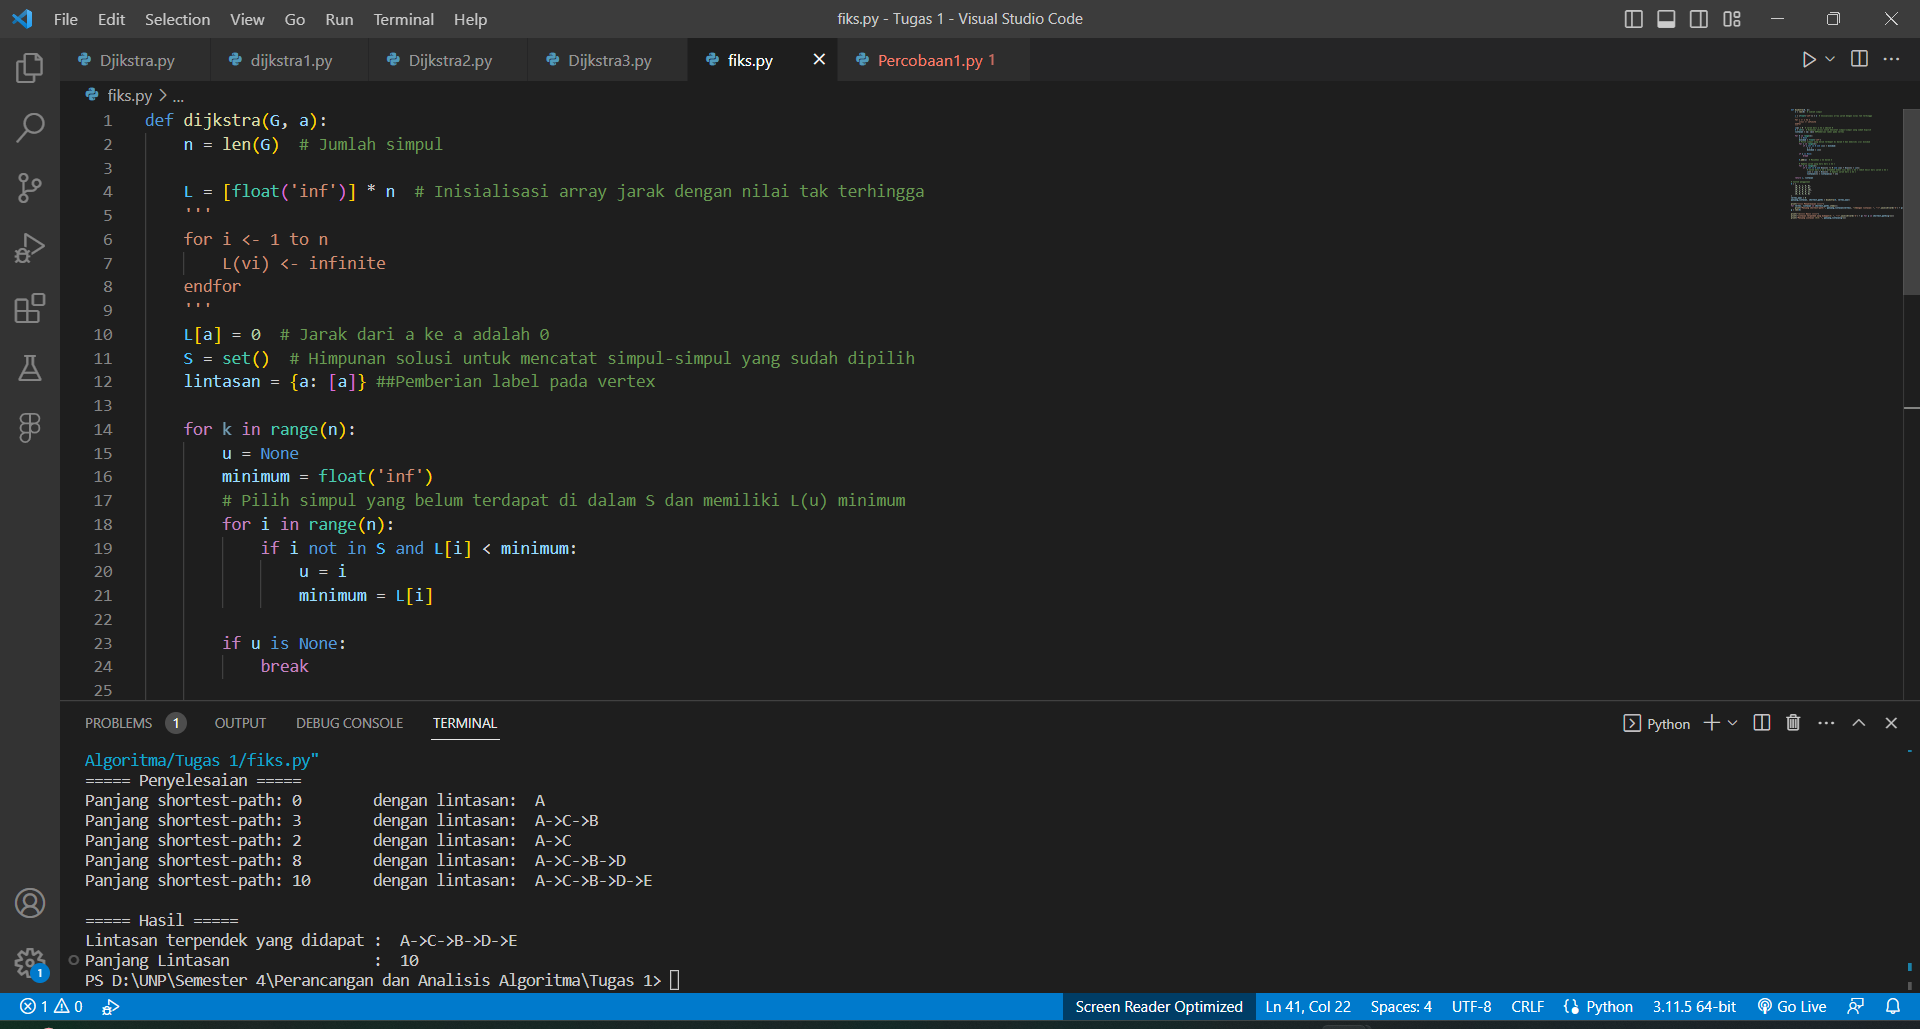 File Edit Selection View Go Run Terminal Help
fiks.py - Tugas 1 - Visual Studio Code
Djikstra.py
dijkstra1.py
Dijkstra2.py
Dijkstra3.py
fiks.py
Percobaan1.py 1
fiks.py > ...
1 def dijkstra(G, a):
2     n = len(G)  # Jumlah simpul
3
4     L = [float('inf')] * n  # Inisialisasi array jarak dengan nilai tak terhingga
5     '''
6     for i <- 1 to n
7         L(vi) <- infinite
8     endfor
9     '''
10     L[a] = 0  # Jarak dari a ke a adalah 0
11     S = set()  # Himpunan solusi untuk mencatat simpul-simpul yang sudah dipilih
12     lintasan = {a: [a]} ##Pemberian label pada vertex
13
14     for k in range(n):
15         u = None
16         minimum = float('inf')
17         # Pilih simpul yang belum terdapat di dalam S dan memiliki L(u) minimum
18         for i in range(n):
19             if i not in S and L[i] < minimum:
20                 u = i
21                 minimum = L[i]
22
23         if u is None:
24             break
25
PROBLEMS 1 OUTPUT DEBUG CONSOLE TERMINAL
Python
Algoritma/Tugas 1/fiks.py"
===== Penyelesaian =====
Panjang shortest-path: 0        dengan lintasan:  A
Panjang shortest-path: 3        dengan lintasan:  A->C->B
Panjang shortest-path: 2        dengan lintasan:  A->C
Panjang shortest-path: 8        dengan lintasan:  A->C->B->D
Panjang shortest-path: 10       dengan lintasan:  A->C->B->D->E
===== Hasil =====
Lintasan terpendek yang didapat :  A->C->B->D->E
Panjang Lintasan                :  10
PS D:\UNP\Semester 4\Perancangan dan Analisis Algoritma\Tugas 1>
1
1 0 Screen Reader Optimized Ln 41, Col 22 Spaces: 4 UTF-8 CRLF Python 3.11.5 64-bit Go Live